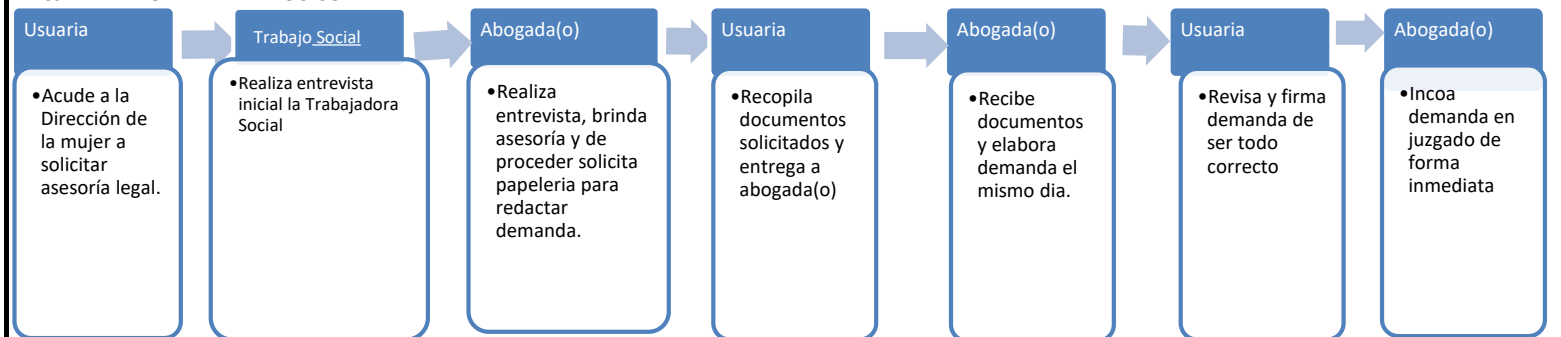 Usuaria
•Acude a la
Dirección de
la mujer a
solicitar
asesoría legal.
Trabajo Social
•Realiza entrevista
inicial la Trabajadora
Social
Abogada(o)
•Realiza
entrevista, brinda
asesoría y de
proceder solicita
papeleria para
redactar
demanda.
Usuaria
•Recopila
documentos
solicitados y
entrega a
abogada(o)
Abogada(o)
•Recibe
documentos
y elabora
demanda el
mismo dia.
Usuaria
•Revisa y firma
demanda de
ser todo
correcto
Abogada(o)
•Incoa
demanda en
juzgado de
forma
inmediata